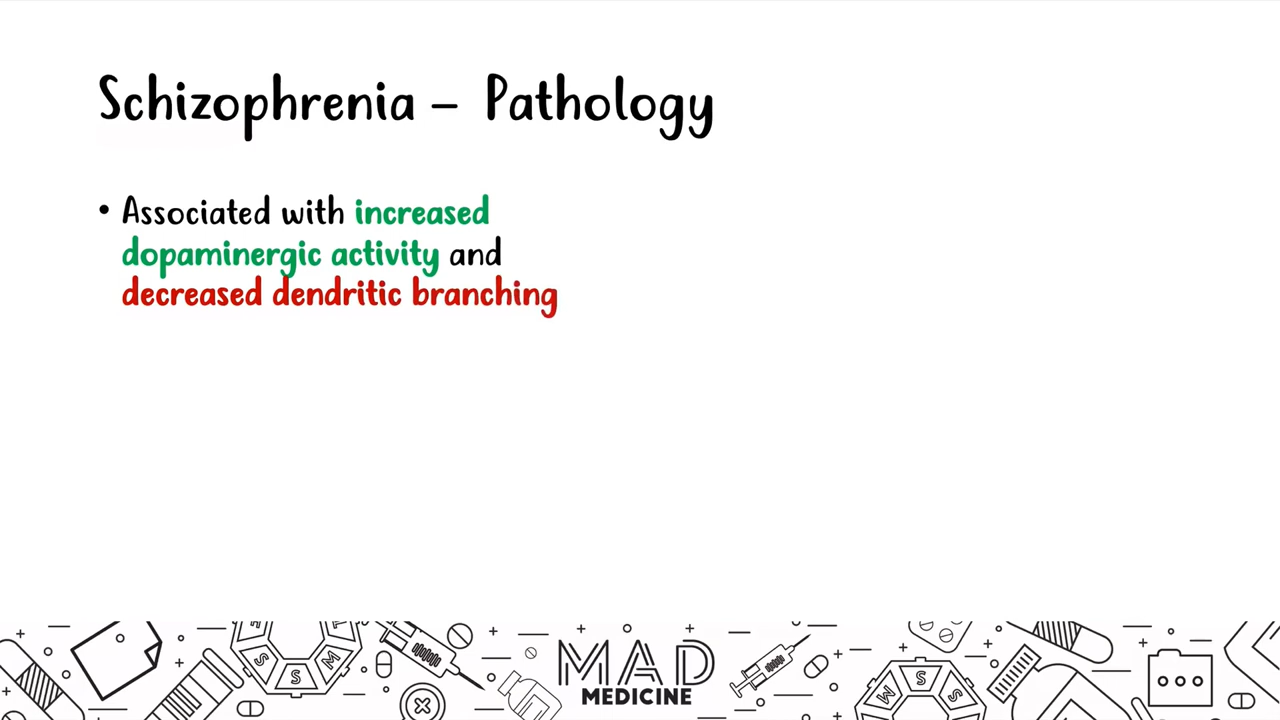 Schizophrenia – Pathology
• Associated with increased
dopaminergic activity and
decreased dendritic branching
S
S
M
M
S
S
MAD
MEDICINE